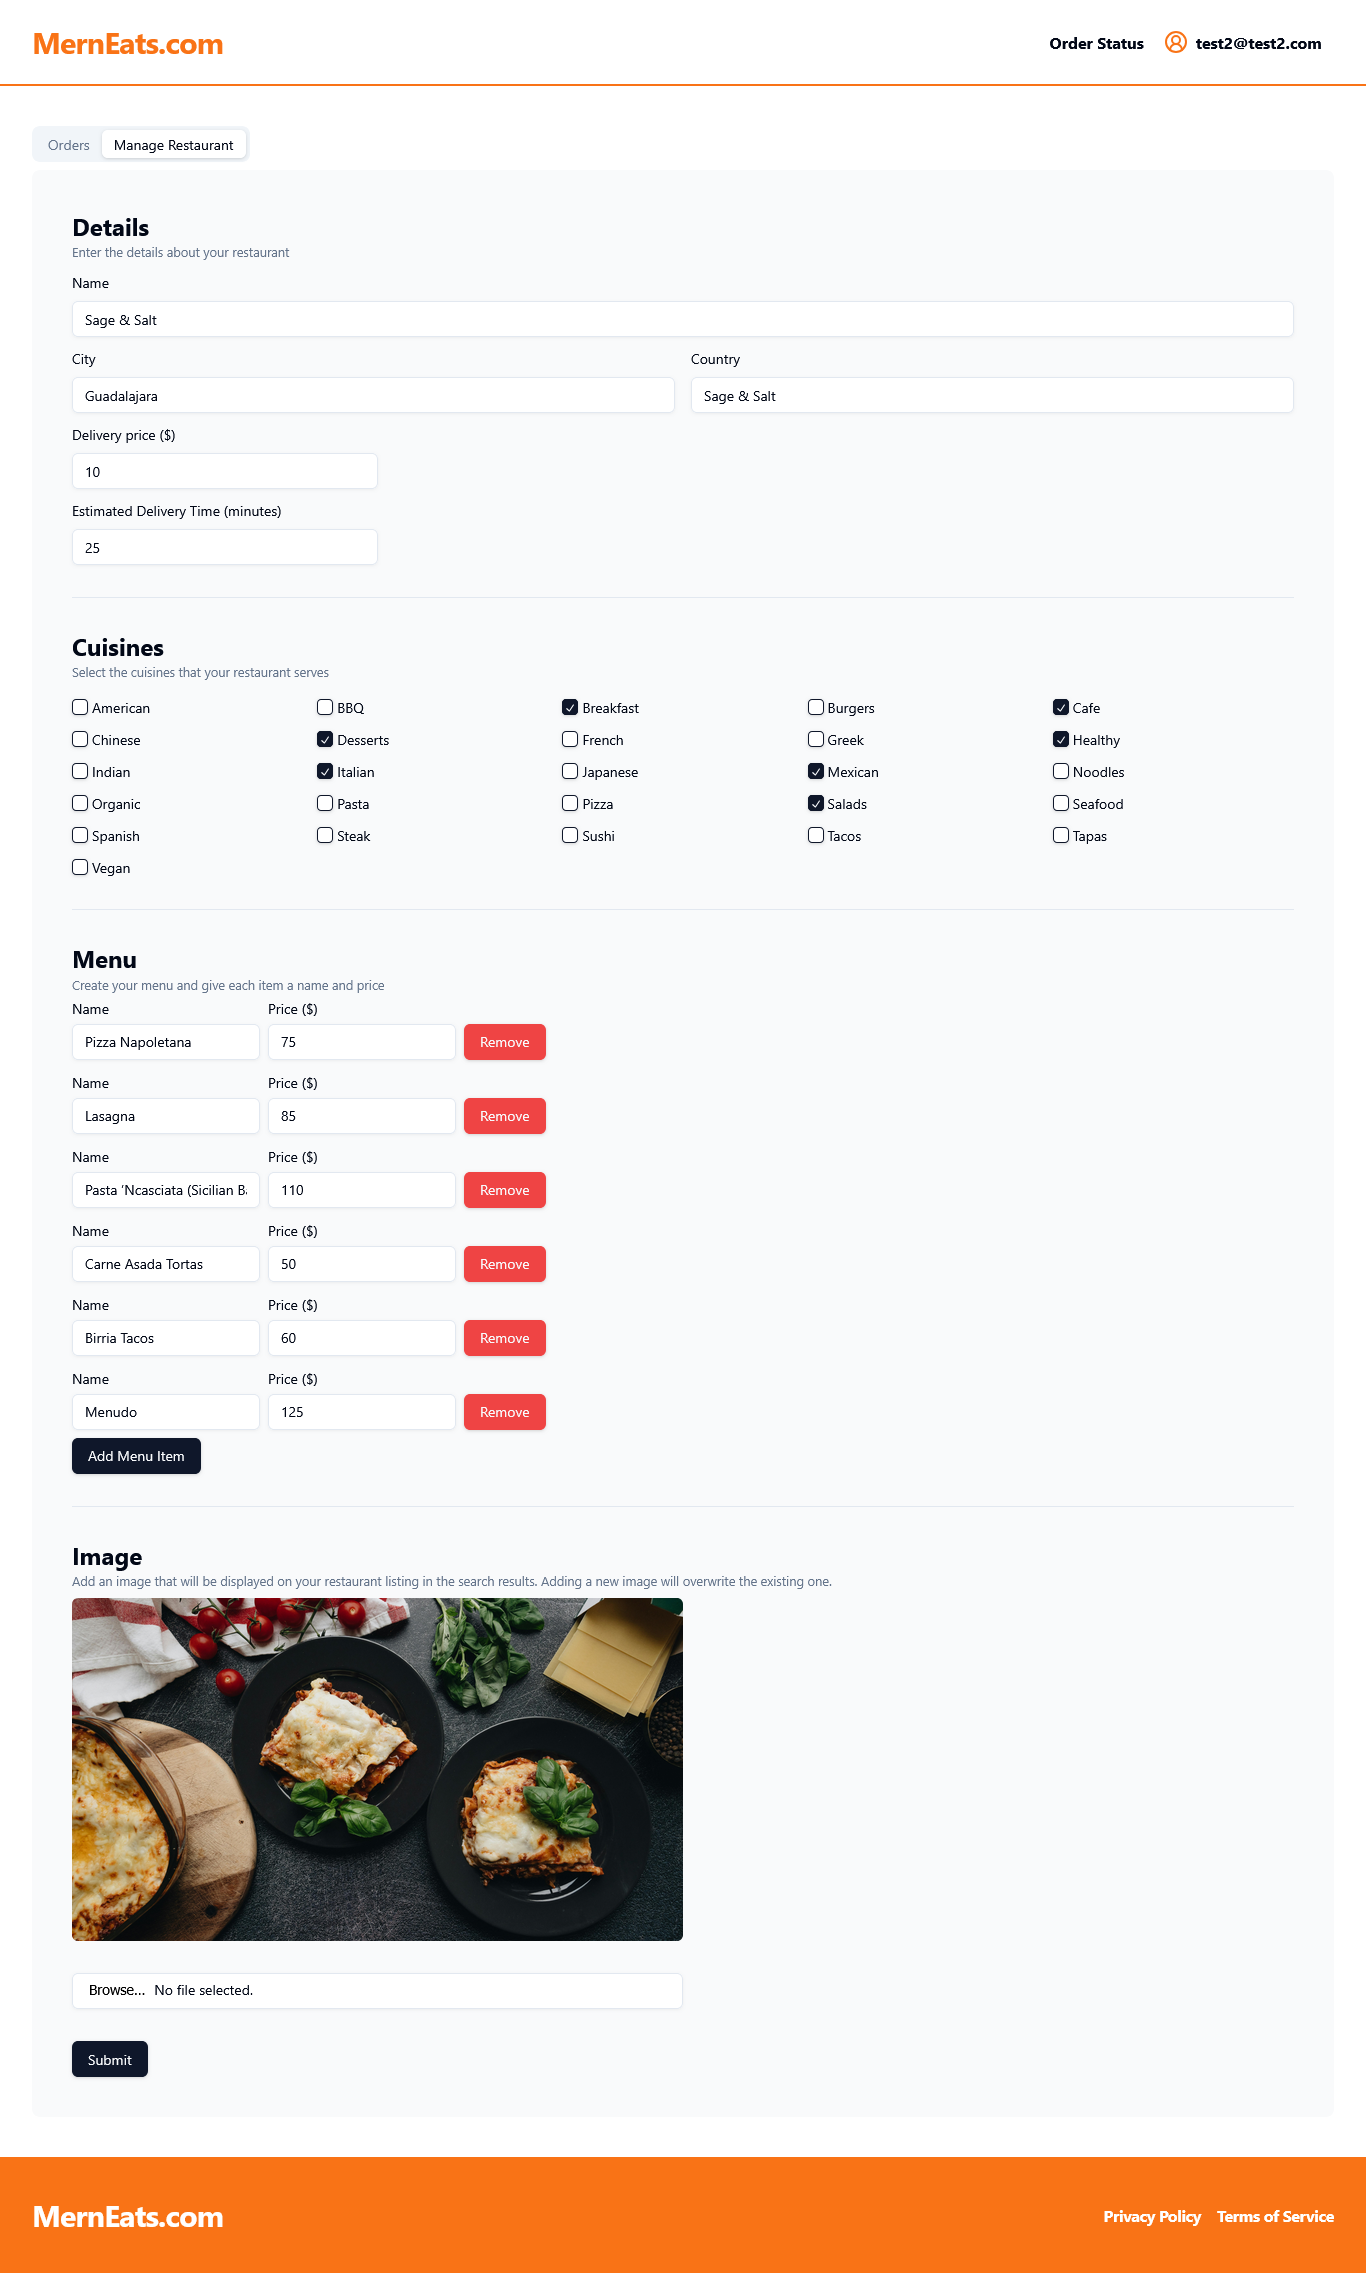 MernEats.com
Order Status
test2@test2.com
Orders
Manage Restaurant
Details
Enter the details about your restaurant
Name
Sage & Salt
City
Country
Guadalajara
Sage & Salt
Delivery price ($)
10
Estimated Delivery Time (minutes)
25
Cuisines
Select the cuisines that your restaurant serves
American
BBQ
Breakfast
Burgers
Cafe
Chinese
Desserts
French
Greek
Healthy
Indian
Italian
Japanese
Mexican
Noodles
Organic
Pasta
Pizza
Salads
Seafood
Spanish
Steak
Sushi
Tacos
Tapas
Vegan
Menu
Create your menu and give each item a name and price
Name
Price ($)
Pizza Napoletana
75
Remove
Name
Price ($)
Lasagna
85
Remove
Name
Price ($)
Pasta 'Ncasciata (Sicilian
110
Remove
Name
Price ($)
Carne Asada Tortas
50
Remove
Name
Price ($)
Birria Tacos
60
Remove
Name
Price ($)
Menudo
125
Remove
Add Menu Item
Image
Add an image that will be displayed on your restaurant listing in the search results. Adding a new image will overwrite the existing one.
Browse...
No file selected.
Submit
MernEats.com
Privacy Policy
Terms of Service